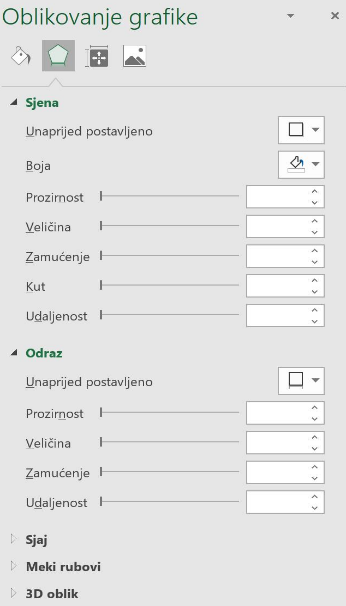 Oblikovanje grafike
Sjena
Unaprijed postavljeno
Boja
Prozirnost
Veličina
Zamućenje
Kut
Udaljenost
Odraz
Unaprijed postavljeno
Prozirnost
Veličina
Zamućenje
Udaljenost
Sjaj
Meki rubovi
3D oblik